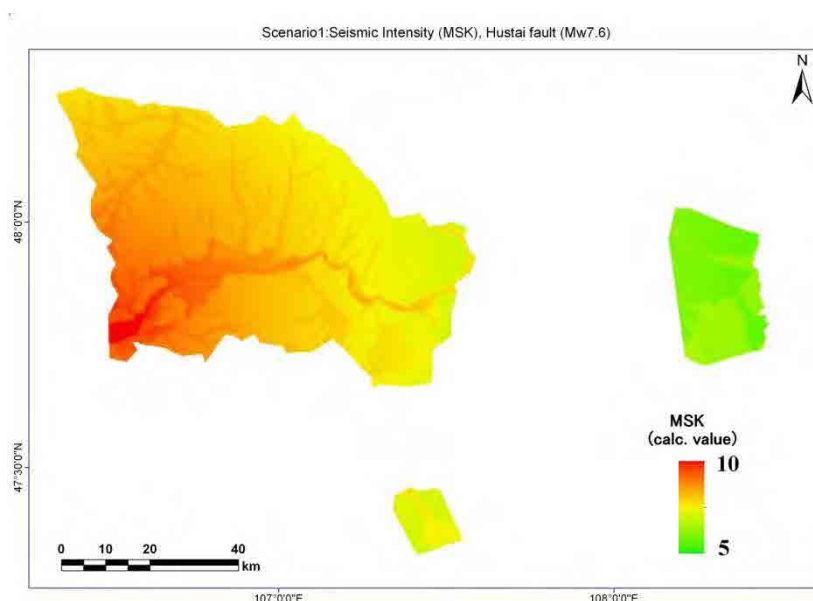 Scenario1:Seismic Intensity (MSK), Hustai fault (Mw7.6)
N
48°0'0"N
MSK
(calc. value)
10
5
47°30'0"N
0 5 10 20 40
km
107°0'0"E
108°0'0"E